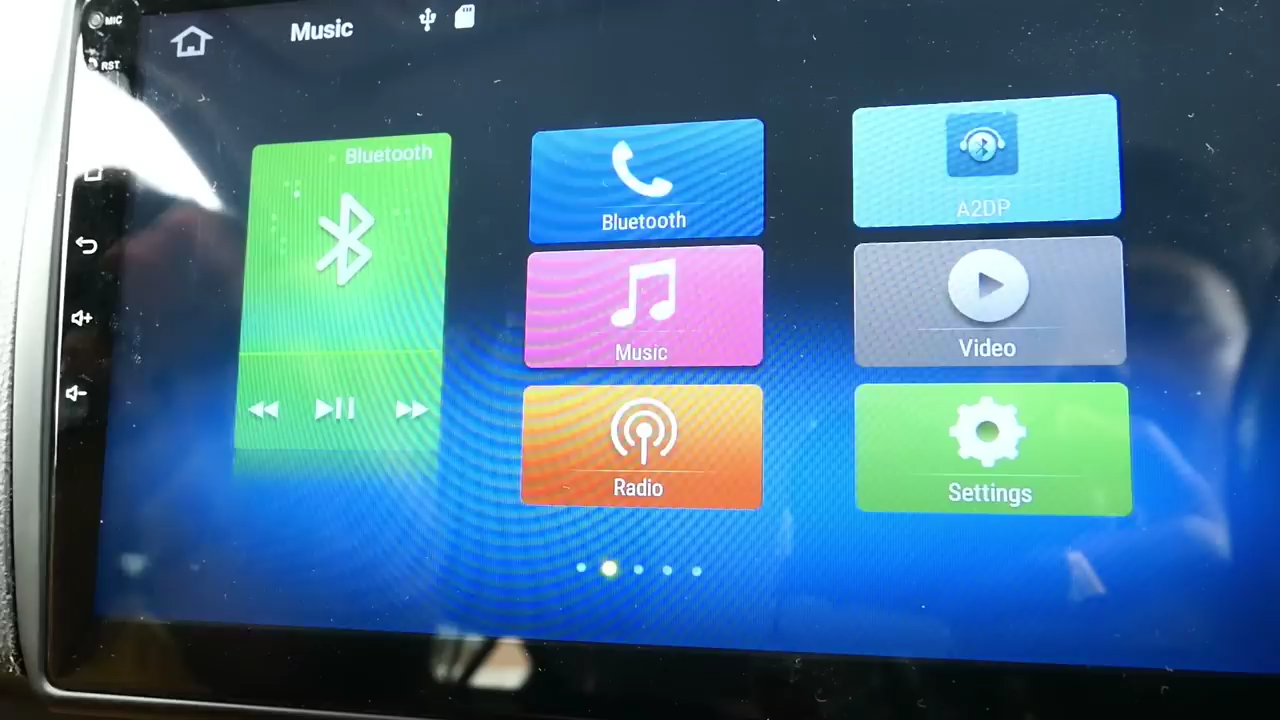 MIC
RST
Music
Bluetooth
Bluetooth
A2DP
Music
Video
Radio
Settings